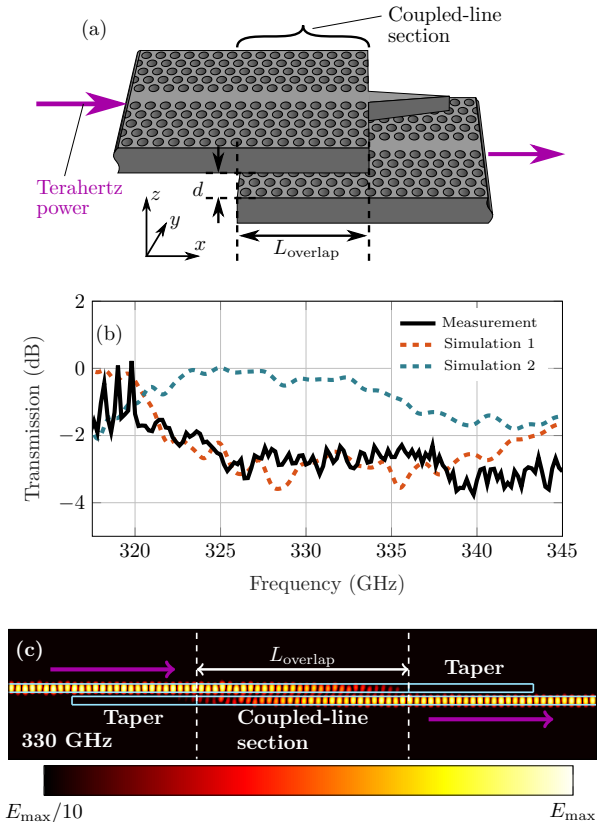 (a)
Coupled-line
section
Terahertz
power
d
z
y
x
L_overlap
(b)
Transmission (dB)
2
0
−2
−4
Measurement
Simulation 1
Simulation 2
320
325
330
335
340
345
Frequency (GHz)
(c)
L_overlap
Taper
Taper
Coupled-line
section
330 GHz
E_max/10
E_max